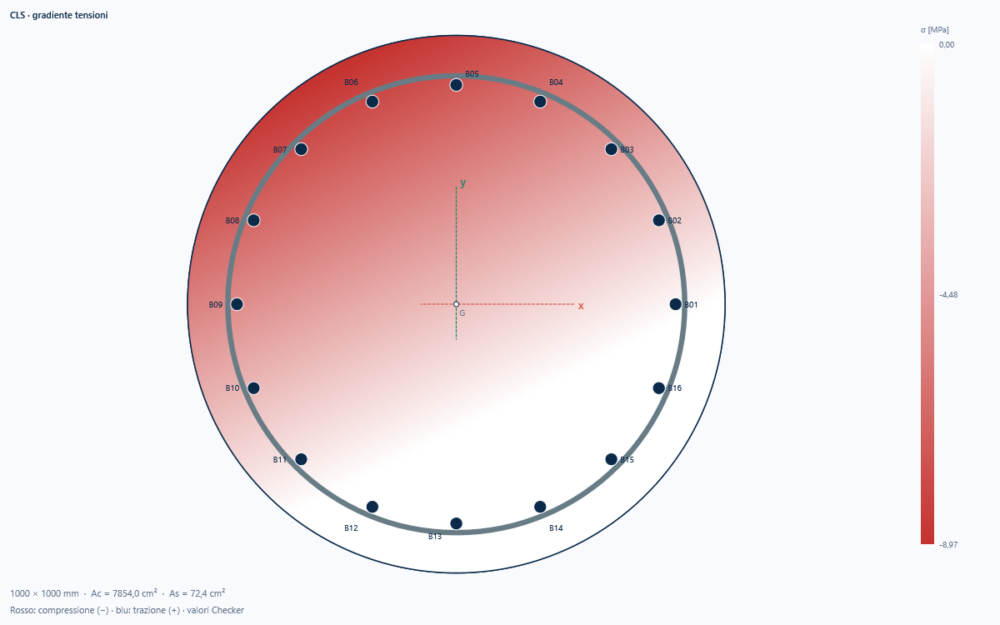 CLS · gradiente tensioni
σ [MPa]
0,00
-4,48
-8,97
B05
B06
B04
B07
B03
y
B08
B02
B09
G
x
B01
B10
B16
B11
B15
B12
B13
B14
1000 × 1000 mm · Ac = 7854,0 cm² · As = 72,4 cm²
Rosso: compressione (−) · blu: trazione (+) · valori Checker